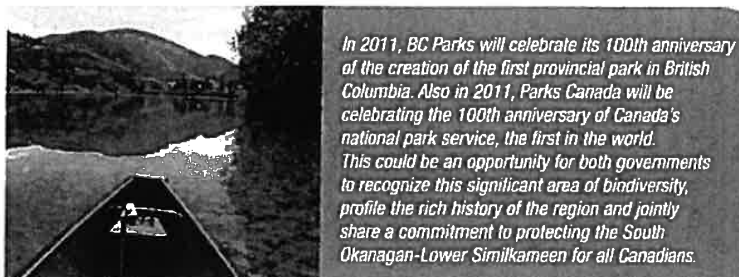 In 2011, BC Parks will celebrate its 100th anniversary
of the creation of the first provincial park in British
Columbia. Also in 2011, Parks Canada will be
celebrating the 100th anniversary of Canada's
national park service, the first in the world.
This could be an opportunity for both governments
to recognize this significant area of biodiversity,
profile the rich history of the region and jointly
share a commitment to protecting the South
Okanagan-Lower Similkameen for all Canadians.